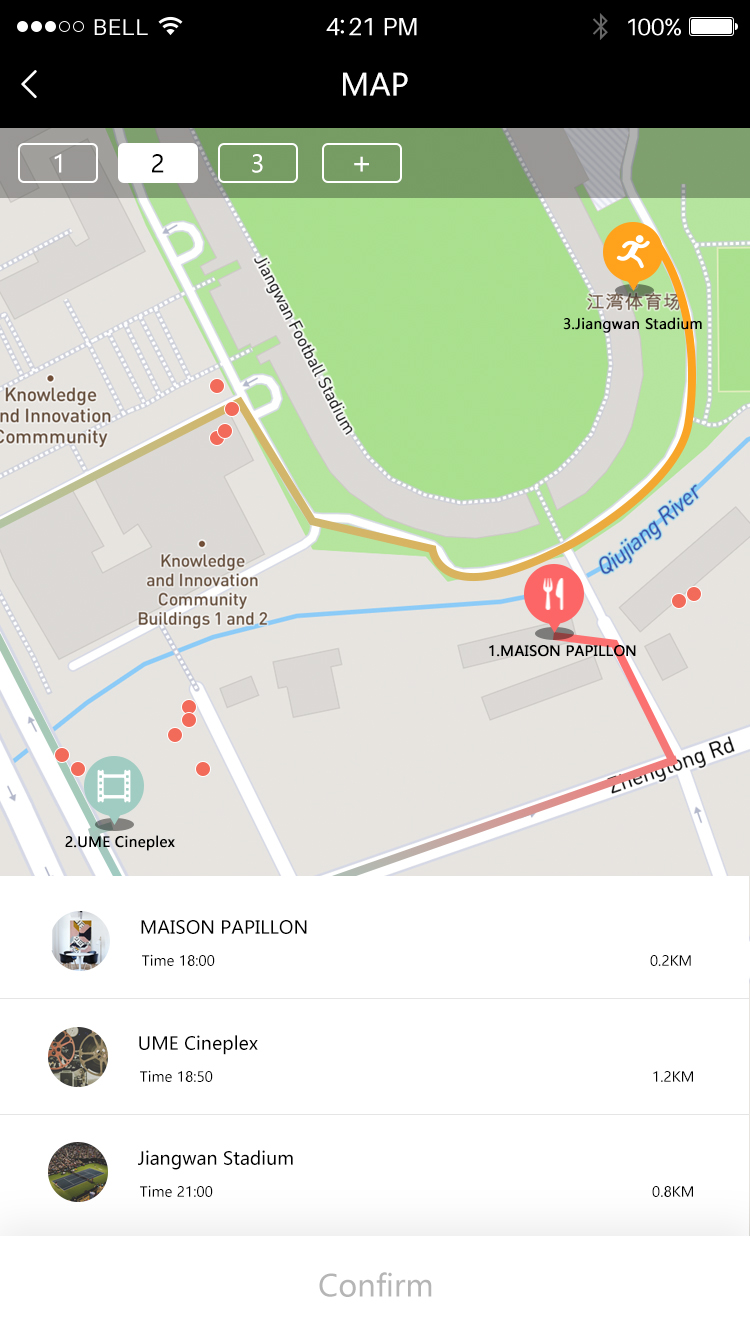 BELL 4:21 PM 100%
MAP
1 2 3 +
Jiangwan Football Stadium
江湾体育场
3.Jiangwan Stadium
Knowledge
nd Innovation
Commmunity
Qiujiang River
Knowledge
and Innovation
Community
Buildings 1 and 2
1.MAISON PAPILLON
Zhengtong Rd
2.UME Cineplex
MAISON PAPILLON
Time 18:00 0.2KM
UME Cineplex
Time 18:50 1.2KM
Jiangwan Stadium
Time 21:00 0.8KM
Confirm